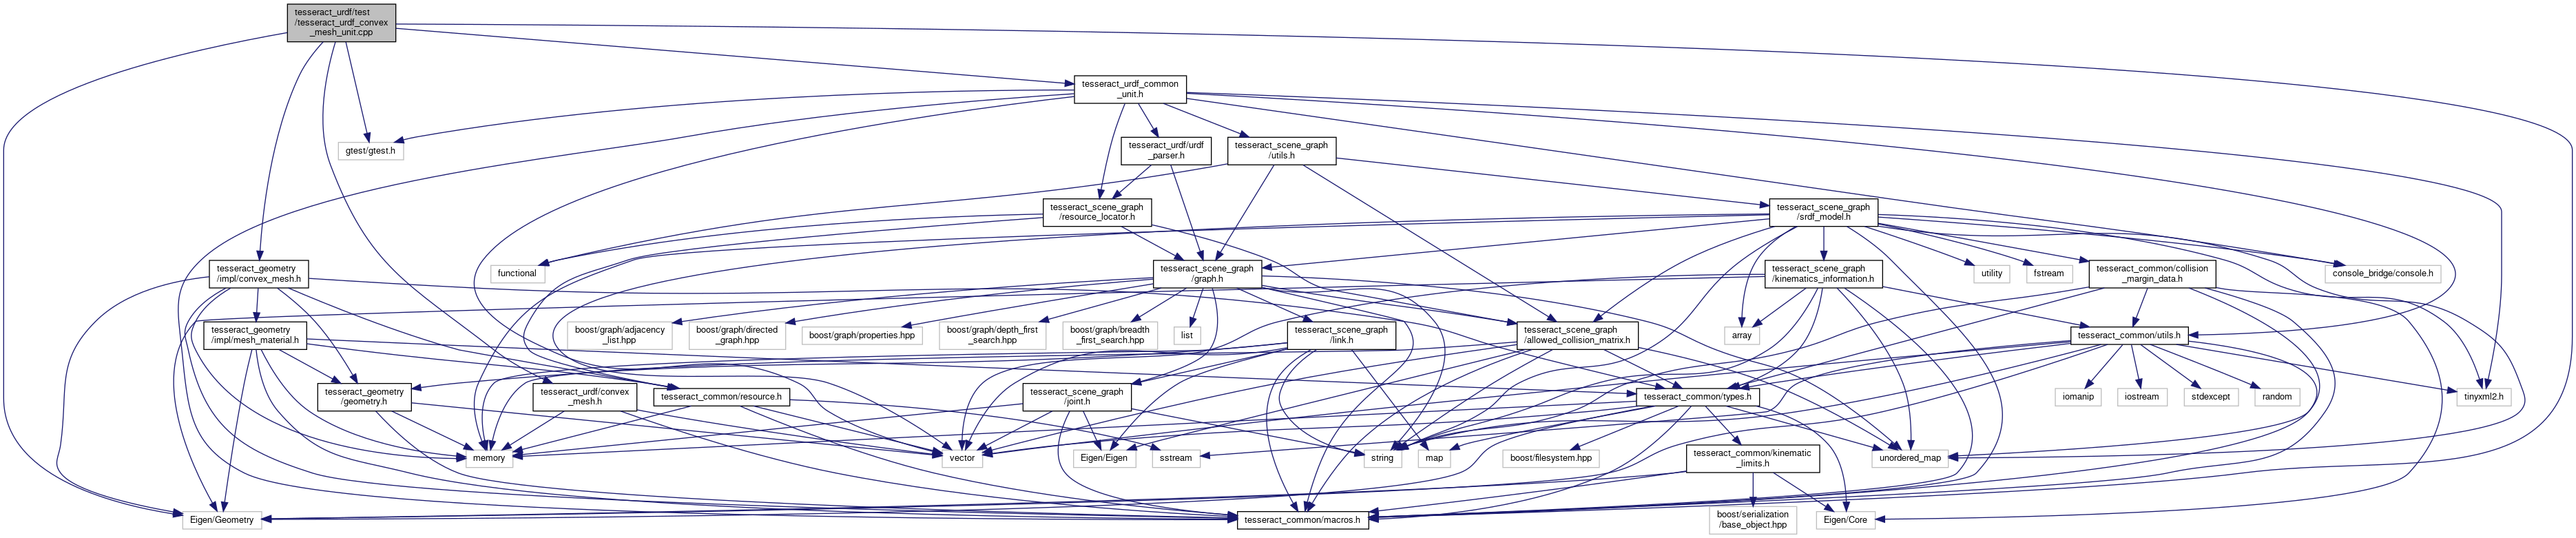 tesseract_urdf/test
/tesseract_urdf_convex
_mesh_unit.cpp
tesseract_urdf_common
_unit.h
gtest/gtest.h
tesseract_urdf/urdf
_parser.h
tesseract_scene_graph
/utils.h
tesseract_scene_graph
/resource_locator.h
tesseract_scene_graph
/srdf_model.h
functional
tesseract_geometry
/impl/convex_mesh.h
tesseract_scene_graph
/graph.h
tesseract_scene_graph
/kinematics_information.h
utility
fstream
tesseract_common/collision
_margin_data.h
console_bridge/console.h
tesseract_geometry
/impl/mesh_material.h
boost/graph/adjacency
_list.hpp
boost/graph/directed
_graph.hpp
boost/graph/properties.hpp
boost/graph/depth_first
_search.hpp
boost/graph/breadth
_first_search.hpp
list
tesseract_scene_graph
/link.h
tesseract_scene_graph
/allowed_collision_matrix.h
array
tesseract_common/utils.h
tesseract_geometry
/geometry.h
tesseract_urdf/convex
_mesh.h
tesseract_common/resource.h
tesseract_scene_graph
/joint.h
tesseract_common/types.h
iomanip
iostream
stdexcept
random
tinyxml2.h
memory
vector
Eigen/Eigen
sstream
string
map
boost/filesystem.hpp
tesseract_common/kinematic
_limits.h
unordered_map
Eigen/Geometry
tesseract_common/macros.h
boost/serialization
/base_object.hpp
Eigen/Core